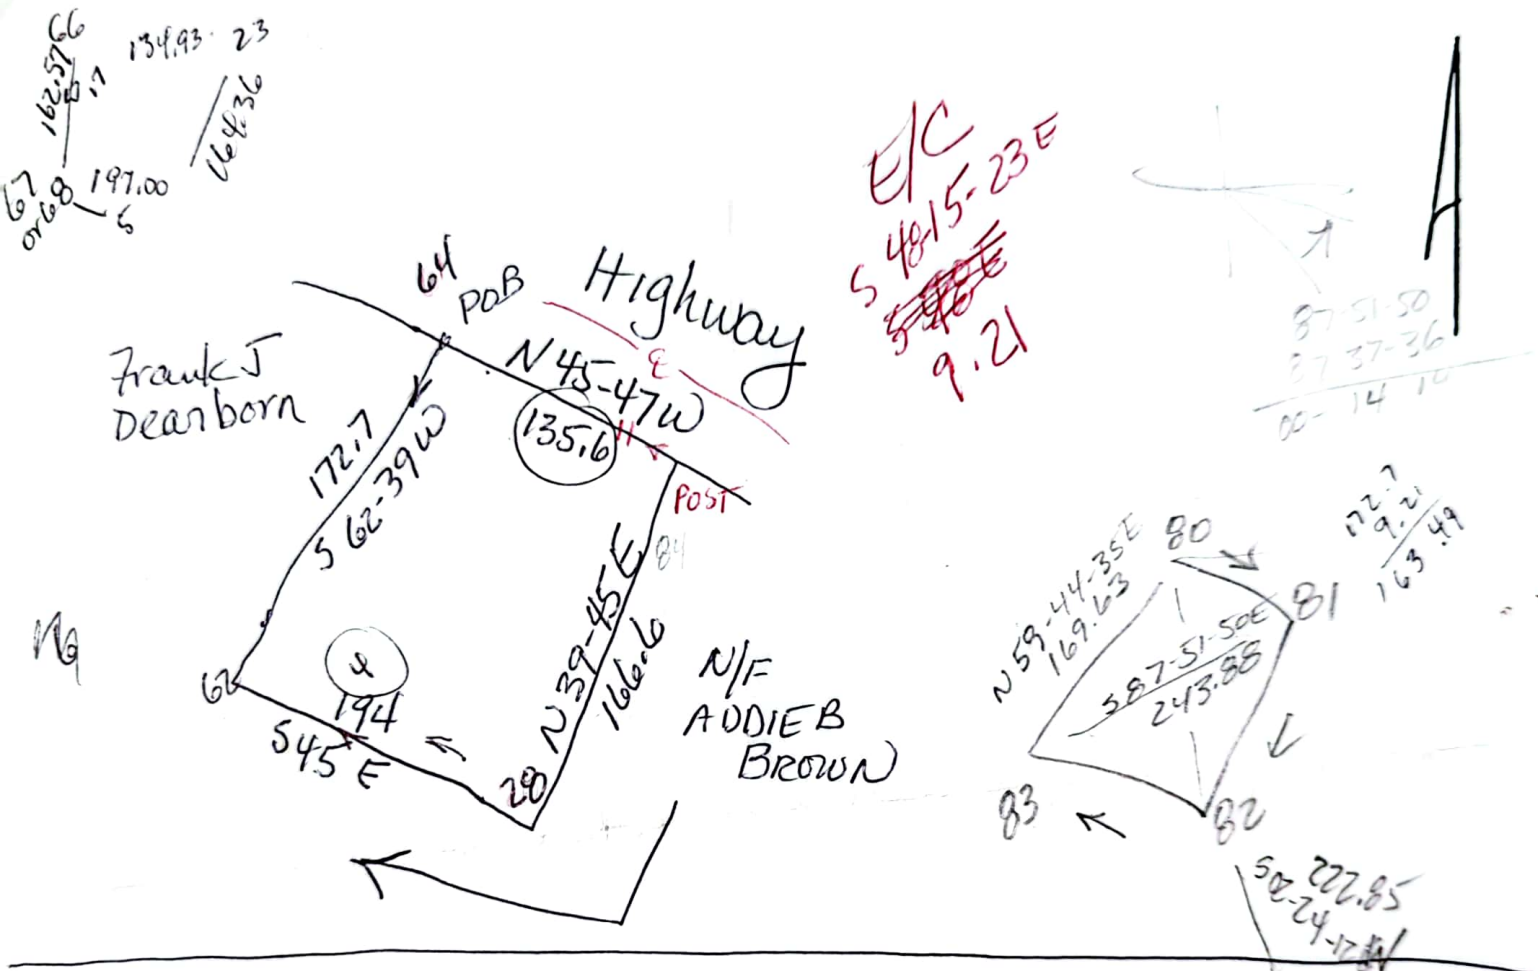 66
162.57
.7
134.93
23
164.36
67
or 68
197.00
S
E/C
S 48-15-23 E
9.21
87-51-50
87 37-36
00- 14
64
POB
Highway
Frank J
Dearborn
N 45-47 W
135.6
POST
172.7
S 62-39 W
84
N 39-45 E
166.6
62
4
194
S 45 E
28
N/F
ADDIE B
BROWN
80
81
82
83
N 59-44-35 E
169.63
S 87-51-50 E
243.88
172.7
9.21
163.49
222.85